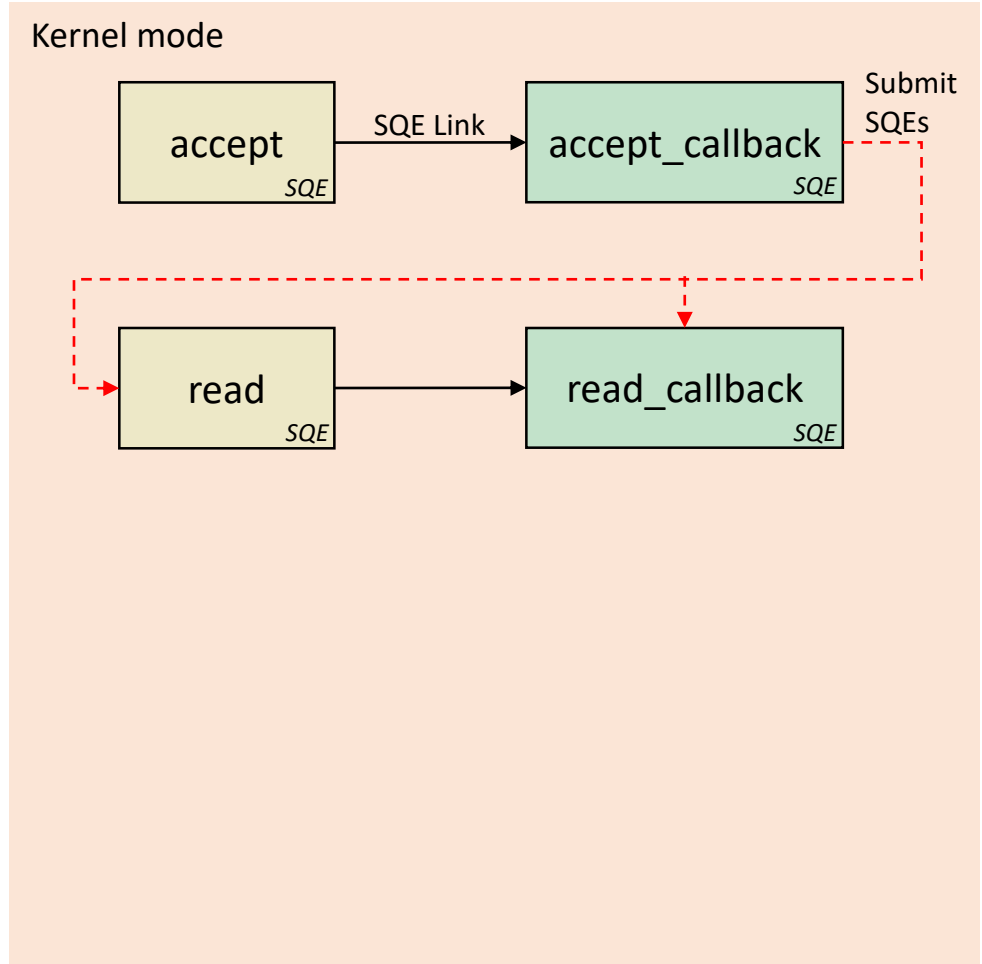 Kernel mode
Submit
SQEs
accept
SQE
SQE Link
accept_callback
SQE
read
SQE
read_callback
SQE